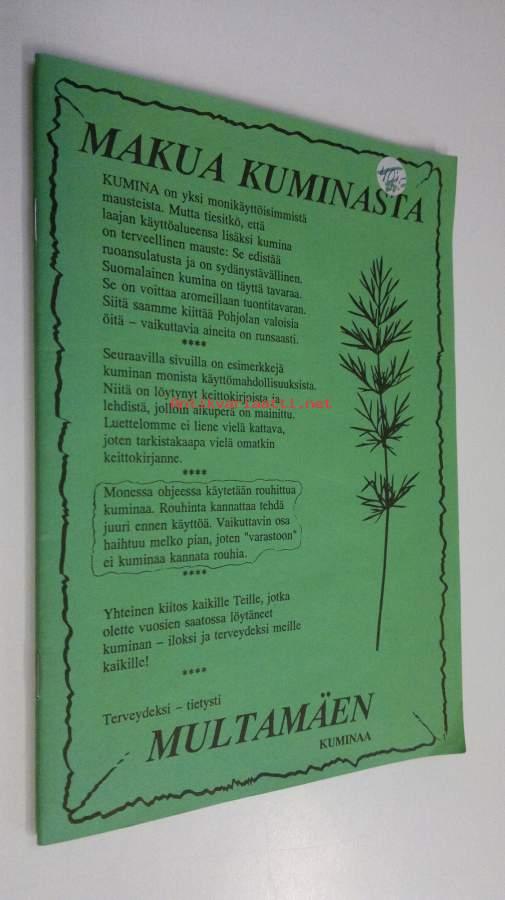 MAKUA KUMINASTA
KUMINA on yksi monikäyttöisimmistä
mausteista. Mutta tiesitkö, että
laajan käyttöalueensa lisäksi kumina
on terveellinen mauste: Se edistää
ruoansulatusta ja on sydänystävällinen.
Suomalainen kumina on täyttä tavaraa.
Se on voittaa aromeillaan tuontitavaran.
Siitä saamme kiittää Pohjolan valoisia
öitä – vaikuttavia aineita on runsaasti.
****
Seuraavilla sivuilla on esimerkkejä
kuminan monista käyttömahdollisuuksista.
Niitä on löytynyt keittokirjoista ja
antikvariaatti.net
lehdistä, jolloin alkuperä on mainittu.
Luettelomme ei liene vielä kattava,
joten tarkistakaapa vielä omatkin
keittokirjanne.
****
Monessa ohjeessa käytetään rouhittua
kuminaa. Rouhinta kannattaa tehdä
juuri ennen käyttöä. Vaikuttavin osa
haihtuu melko pian, joten "varastoon"
ei kuminaa kannata rouhia.
****
Yhteinen kiitos kaikille Teille, jotka
olette vuosien saatossa löytäneet
kuminan – iloksi ja terveydeksi meille
kaikille!
****
Terveydeksi – tietysti
MULTAMÄEN
KUMINAA